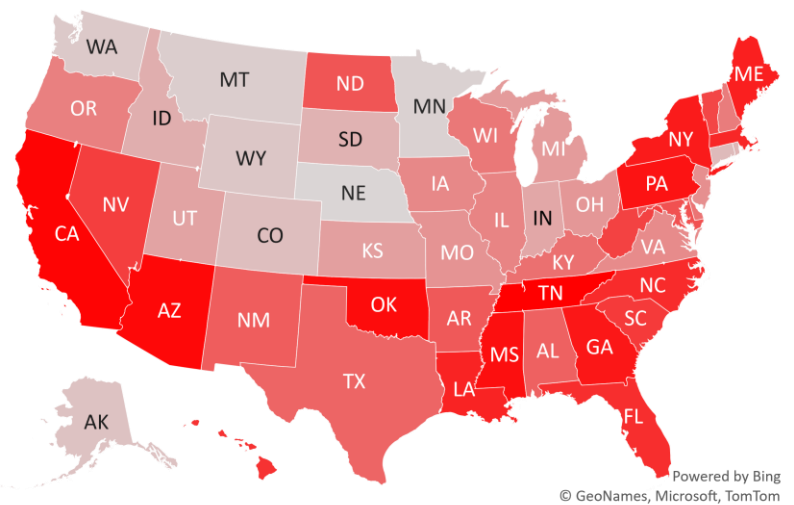 WA
MT
ND
MN
ME
OR
ID
SD
WI
MI
NY
WY
NE
IA
PA
NV
UT
CO
IL
IN
OH
CA
KS
MO
KY
VA
AZ
NM
OK
AR
TN
NC
SC
MS
AL
GA
TX
LA
AK
FL
Powered by Bing
© GeoNames, Microsoft, TomTom